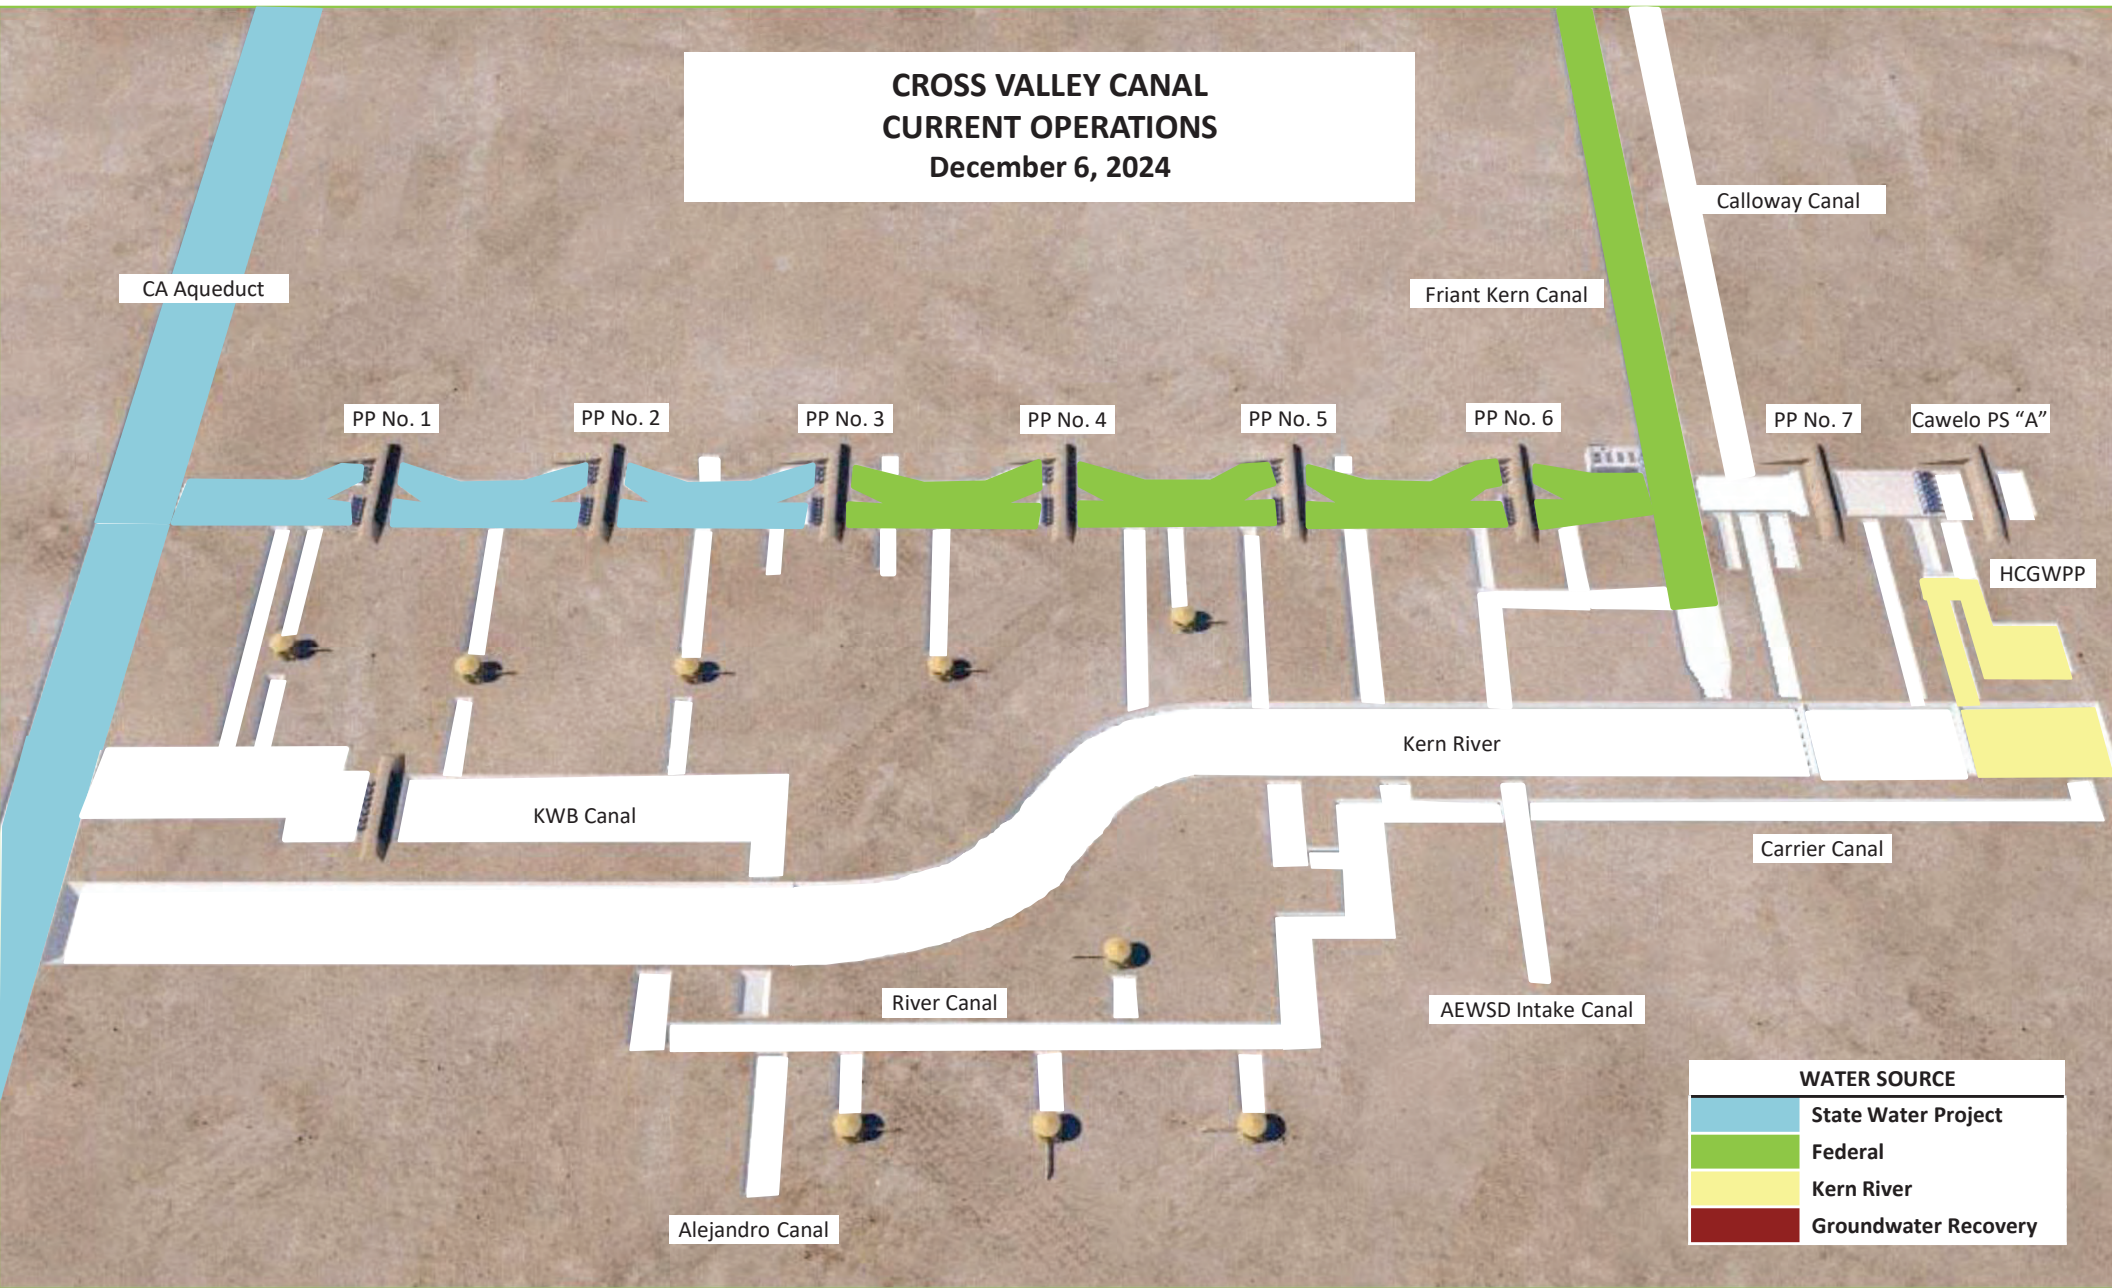 CROSS VALLEY CANAL
CURRENT OPERATIONS
December 6, 2024
Calloway Canal
CA Aqueduct
Friant Kern Canal
PP No. 1
PP No. 2
PP No. 3
PP No. 4
PP No. 5
PP No. 6
PP No. 7
Cawelo PS “A”
HCGWPP
Kern River
KWB Canal
Carrier Canal
River Canal
AEWSD Intake Canal
Alejandro Canal
WATER SOURCE
State Water Project
Federal
Kern River
Groundwater Recovery